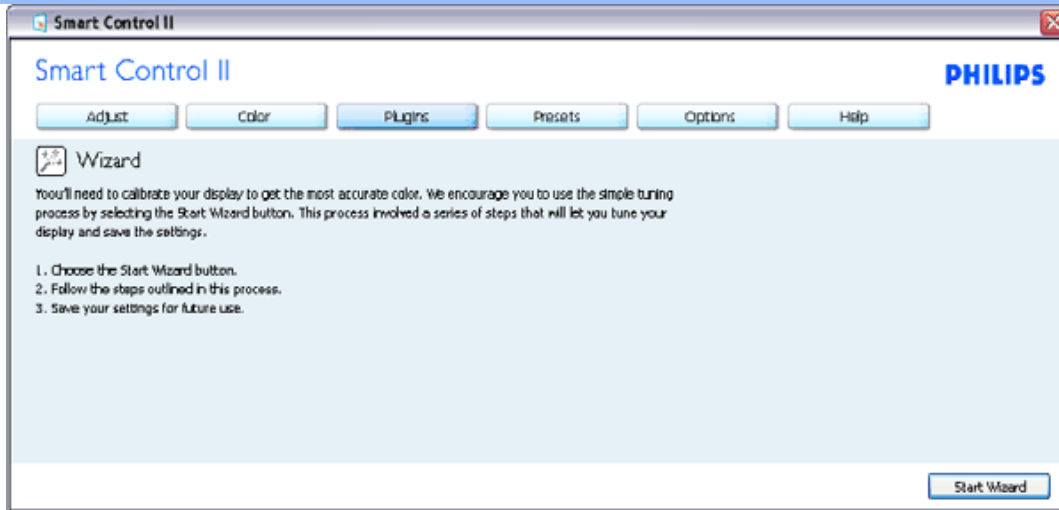 Smart Control II
Smart Control II
PHILIPS
Adjust Color Plugins Presets Options Help
Wizard
Yoou'll need to calibrate your display to get the most accurate color. We encourage you to use the simple tuning
process by selecting the Start Wizard button. This process involved a series of steps that will let you tune your
display and save the settings.
1. Choose the Start Wizard button.
2. Follow the steps outlined in this process.
3. Save your settings for future use.
Start Wizard